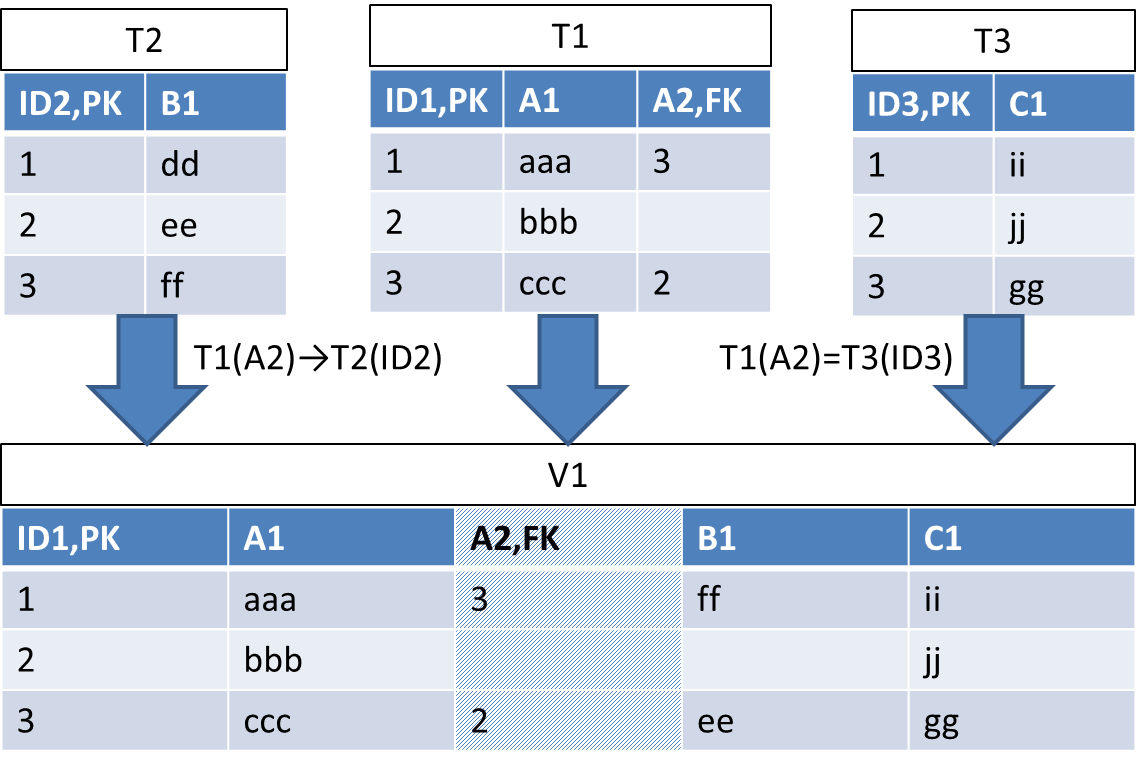 T2
ID2,PK B1
1 dd
2 ee
3 ff
T1
ID1,PK A1 A2,FK
1 aaa 3
2 bbb
3 ccc 2
T3
ID3,PK C1
1 ii
2 jj
3 gg
T1(A2)→T2(ID2)
T1(A2)=T3(ID3)
V1
ID1,PK A1 A2,FK B1 C1
1 aaa 3 ff ii
2 bbb jj
3 ccc 2 ee gg